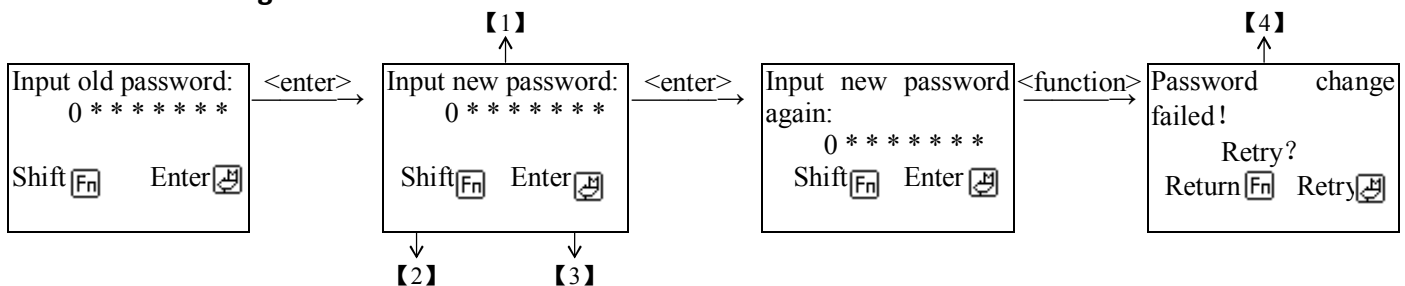 【1】
【4】
Input old password:
0 * * * * * * *
Shift Fn Enter
<enter>
Input new password:
0 * * * * * * *
Shift Fn Enter
<enter>
Input new password
again:
0 * * * * * * *
Shift Fn Enter
<function>
Password change
failed!
Retry?
Return Fn Retry
【2】
【3】